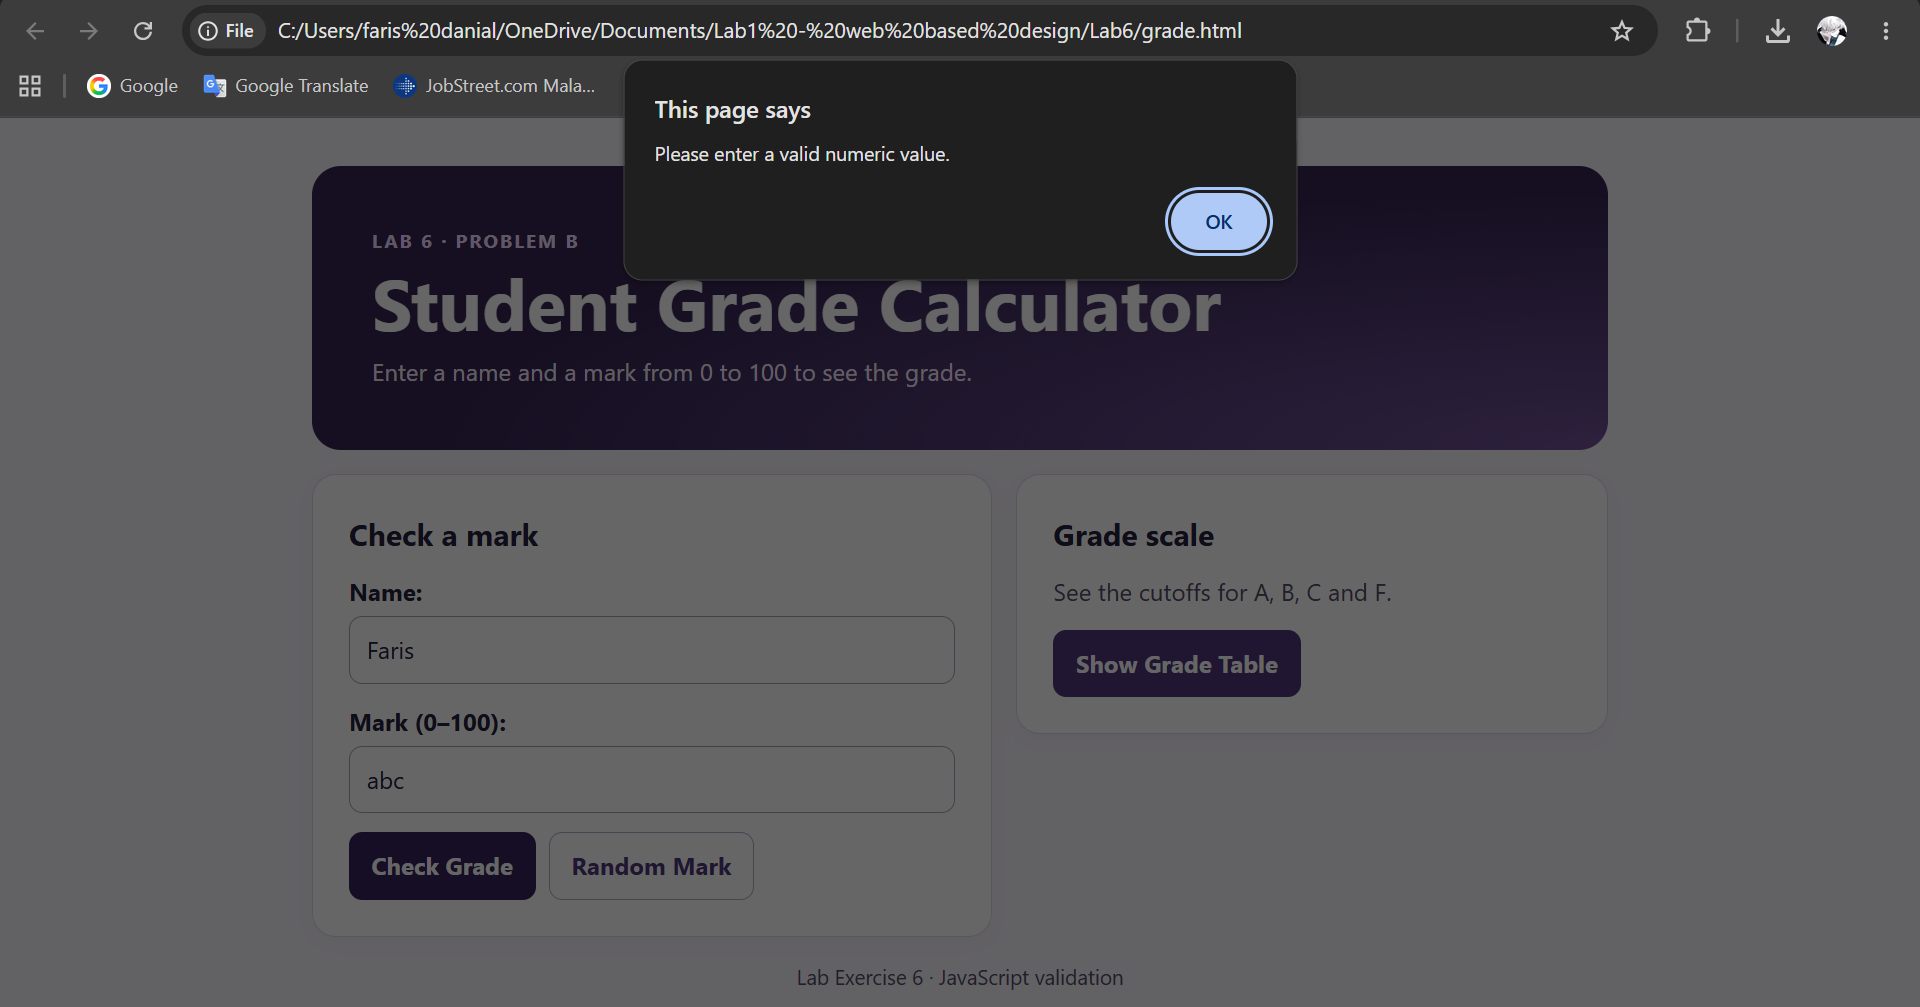 File C:/Users/faris%20danial/OneDrive/Documents/Lab1%20-%20web%20based%20design/Lab6/grade.html
Google Google Translate JobStreet.com Mala...
This page says
Please enter a valid numeric value.
OK
LAB 6 · PROBLEM B
Student Grade Calculator
Enter a name and a mark from 0 to 100 to see the grade.
Check a mark
Name:
Faris
Mark (0–100):
abc
Check Grade Random Mark
Grade scale
See the cutoffs for A, B, C and F.
Show Grade Table
Lab Exercise 6 · JavaScript validation